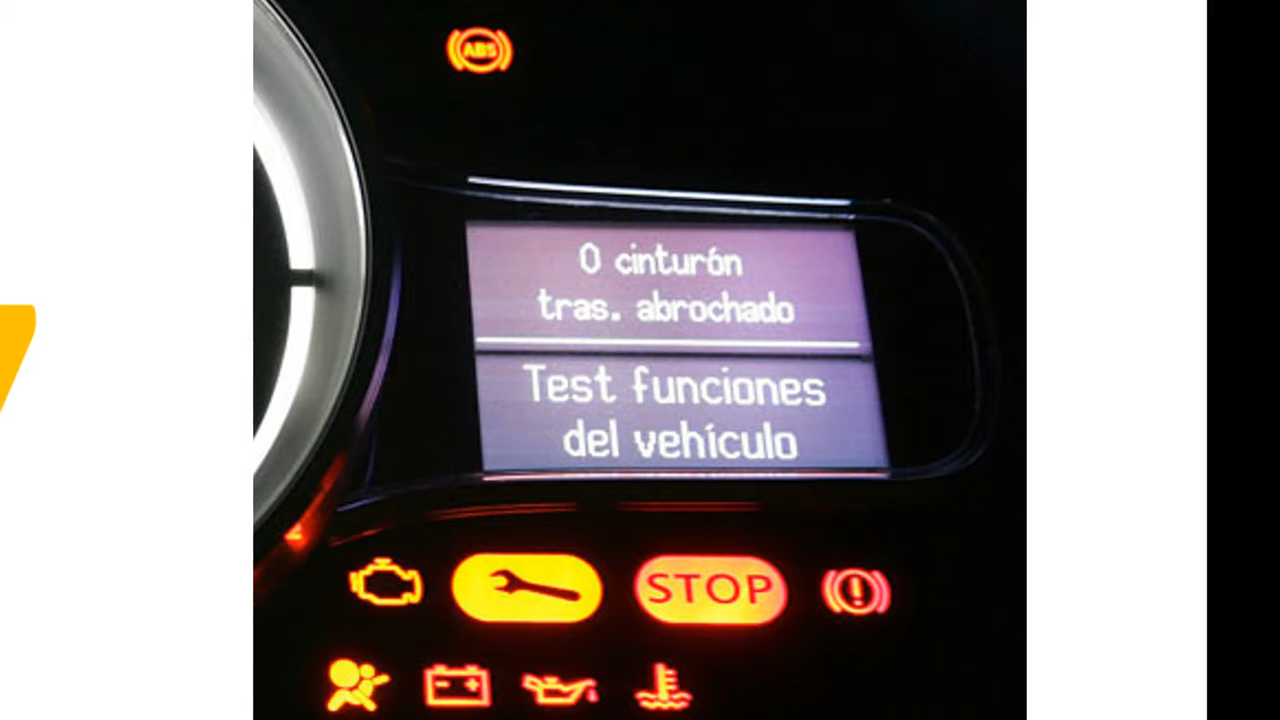 ABS
0 cinturón
tras. abrochado
Test funciones
del vehículo
STOP